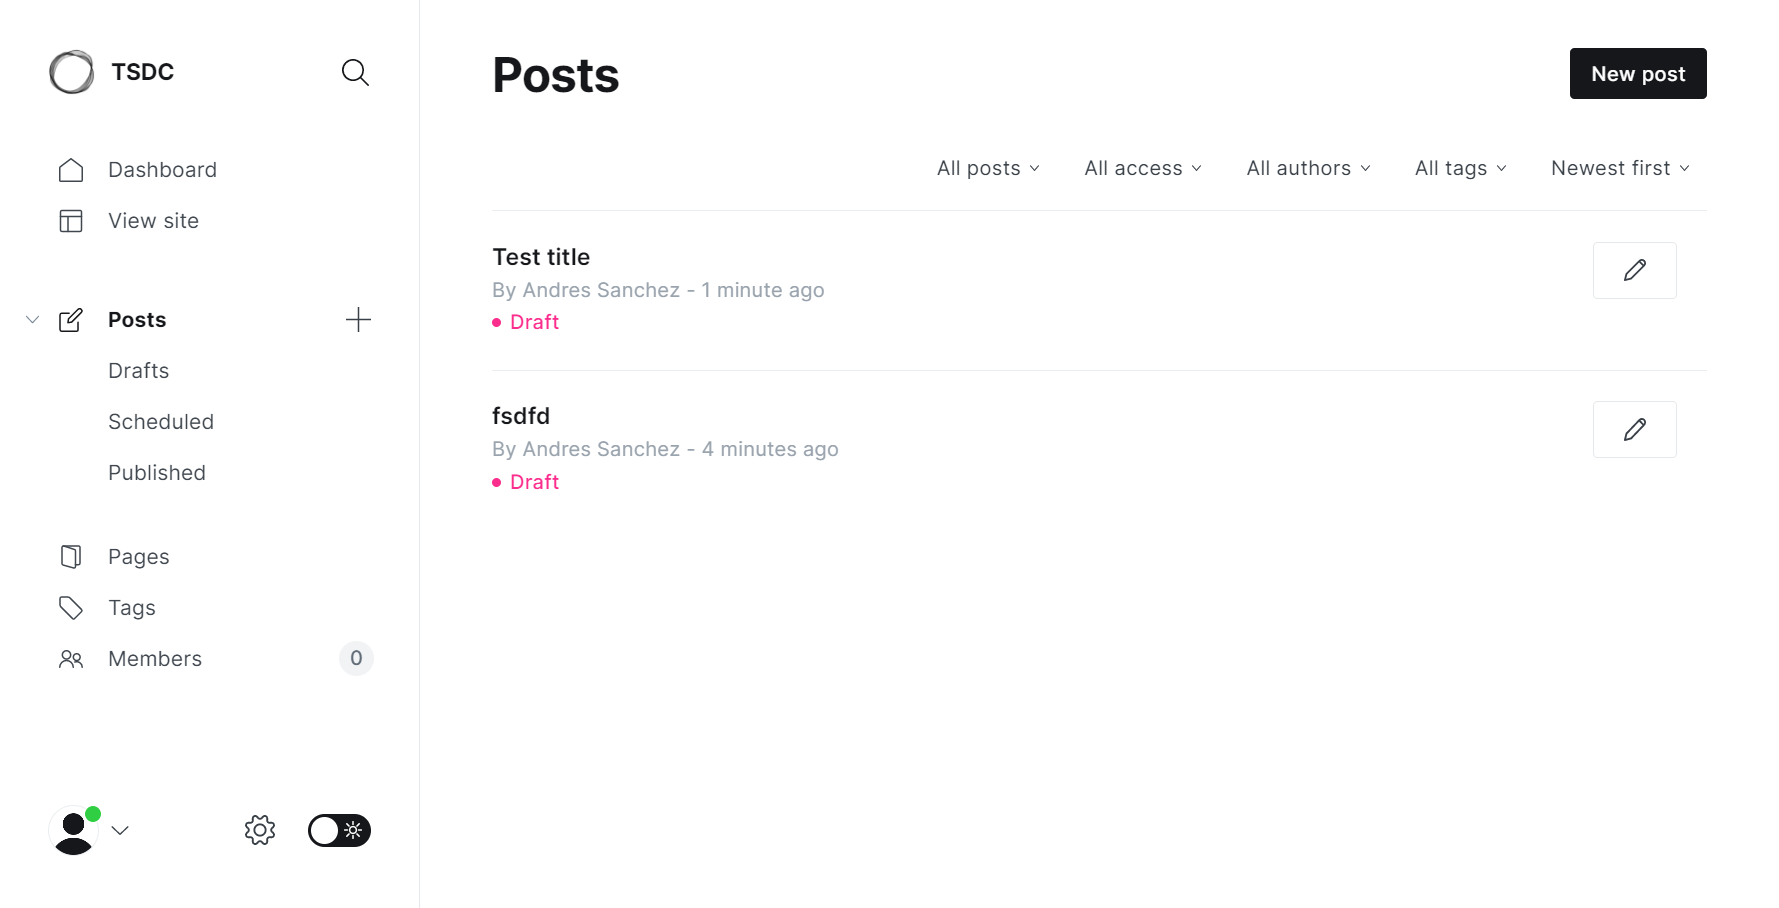 TSDC
Dashboard
View site
Posts
Drafts
Scheduled
Published
Pages
Tags
Members 0
Posts
New post
All posts All access All authors All tags Newest first
Test title
By Andres Sanchez - 1 minute ago
Draft
fsdfd
By Andres Sanchez - 4 minutes ago
Draft